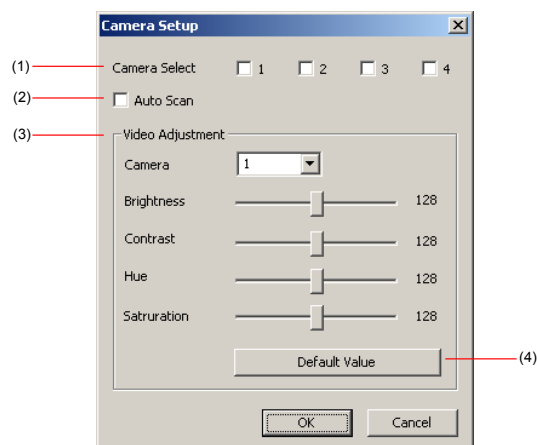 Camera Setup
(1) Camera Select 1 2 3 4
(2) Auto Scan
(3) Video Adjustment
Camera 1
Brightness 128
Contrast 128
Hue 128
Satruration 128
Default Value (4)
OK Cancel